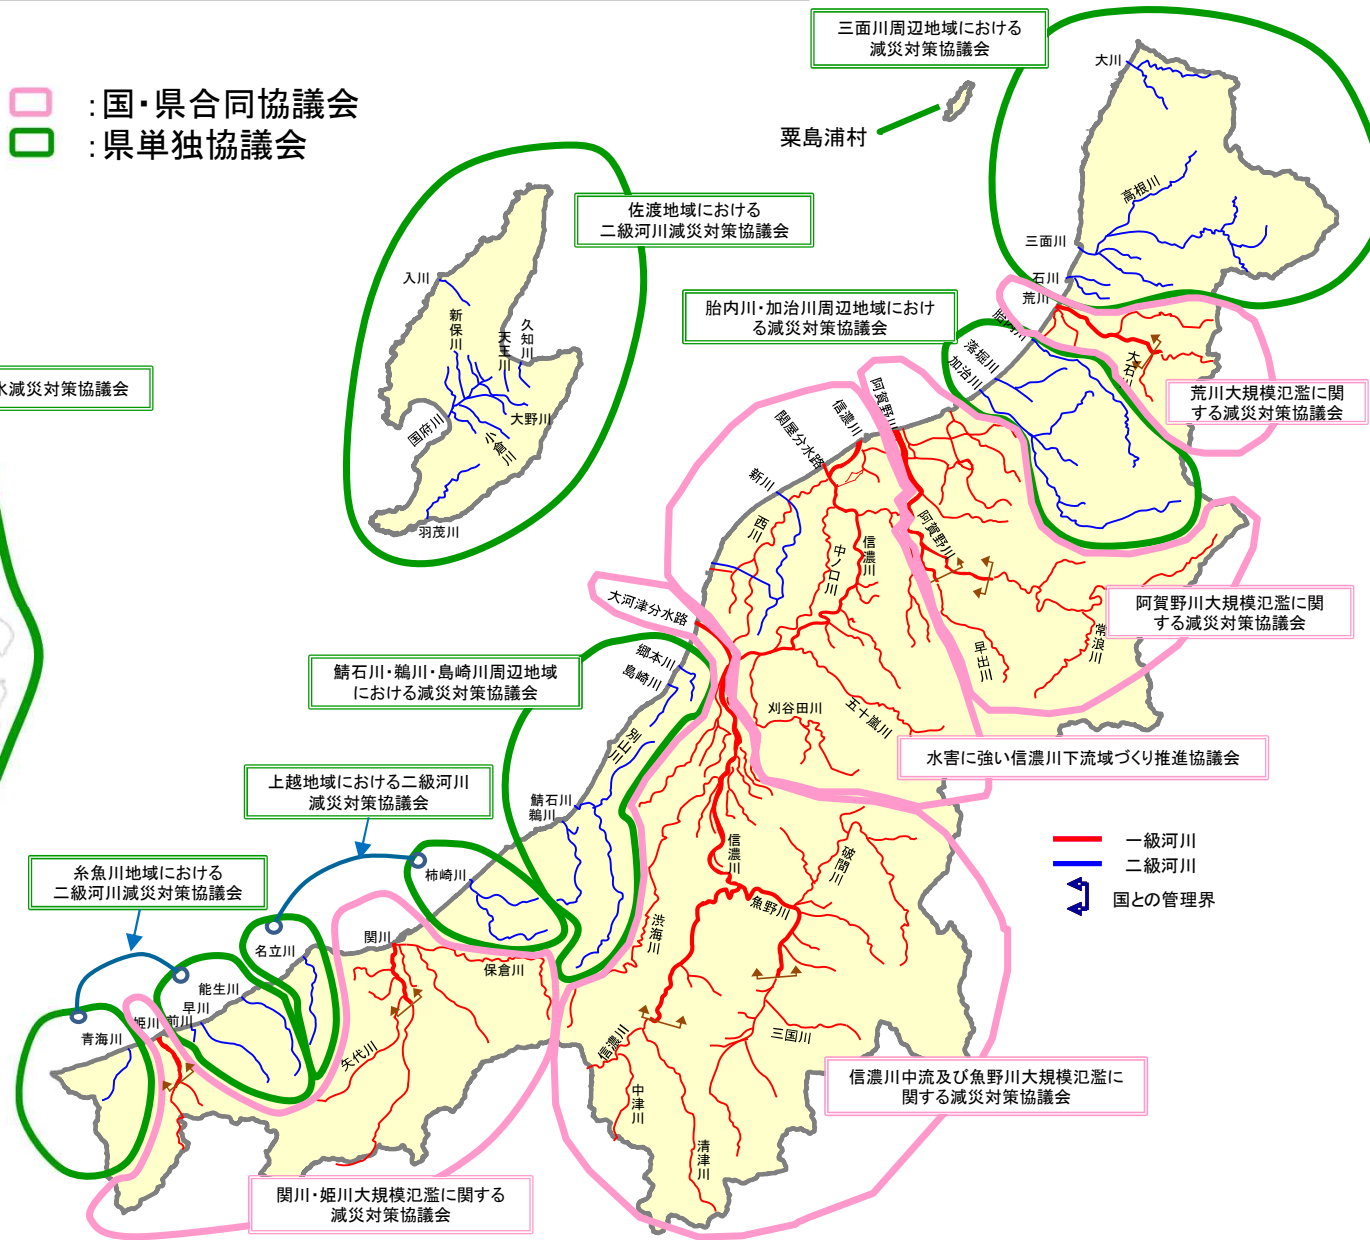 三面川周辺地域における
減災対策協議会
：国・県合同協議会
：県単独協議会
粟島浦村
大川
高根川
三面川
石川
荒川
胎内川
大石川
佐渡地域における
二級河川減災対策協議会
入川
新保川
天王川
久知川
大野川
国府川
小倉川
羽茂川
胎内川・加治川周辺地域におけ
る減災対策協議会
落堀川
加治川
荒川大規模氾濫に関
する減災対策協議会
水減災対策協議会
阿賀野川
信濃川
関屋分水路
新川
西川
中ノ口川
信濃川
阿賀野川
大河津分水路
早出川
常浪川
阿賀野川大規模氾濫に関
する減災対策協議会
郷本川
島崎川
鯖石川・鵜川・島崎川周辺地域
における減災対策協議会
刈谷田川
五十嵐川
別山川
水害に強い信濃川下流域づくり推進協議会
上越地域における二級河川
減災対策協議会
鯖石川
鵜川
一級河川
二級河川
国との管理界
糸魚川地域における
二級河川減災対策協議会
柿崎川
信濃川
破間川
魚野川
渋海川
関川
保倉川
名立川
能生川
早川
前川
姫川
青海川
矢代川
信濃川
中津川
清津川
三国川
信濃川中流及び魚野川大規模氾濫に
関する減災対策協議会
関川・姫川大規模氾濫に関する
減災対策協議会